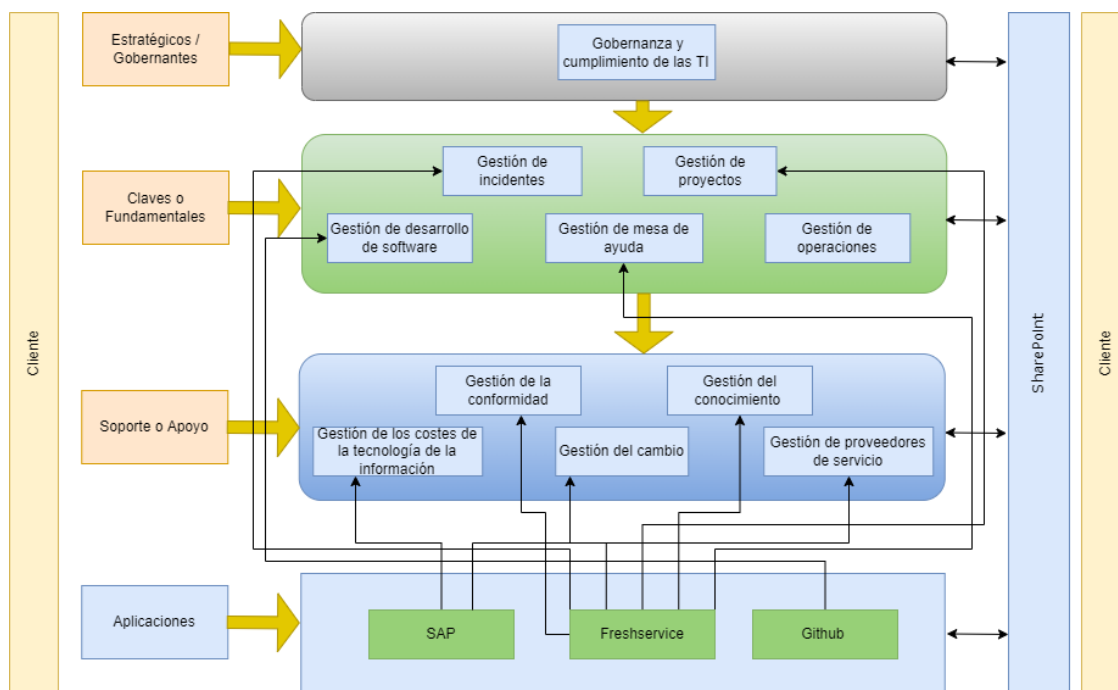 Cliente
Estratégicos /
Gobernantes
Gobernanza y
cumplimiento de las TI
Claves o
Fundamentales
Gestión de
incidentes
Gestión de
proyectos
Gestión de desarrollo
de software
Gestión de mesa de
ayuda
Gestión de
operaciones
Soporte o Apoyo
Gestión de la
conformidad
Gestión del
conocimiento
Gestión de los costes de
la tecnología de la
información
Gestión del cambio
Gestión de proveedores
de servicio
Aplicaciones
SAP
Freshservice
Github
SharePoInt
Cliente